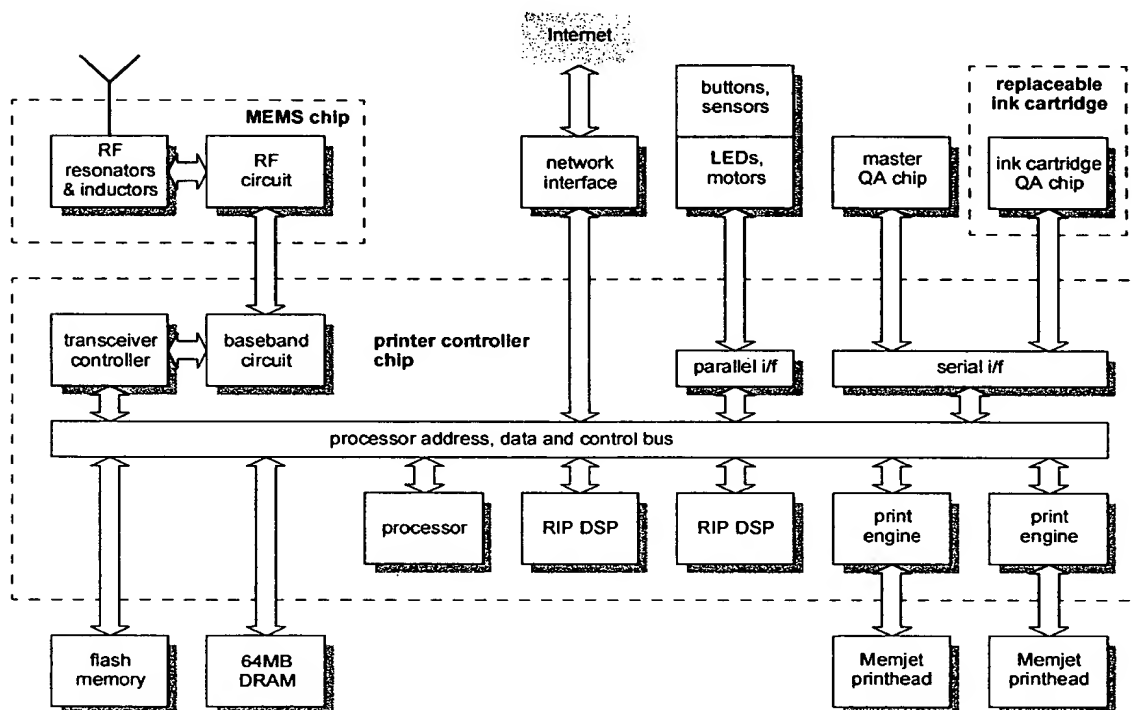 Internet
buttons,
sensors
replaceable
ink cartridge
MEMS chip
RF
resonators
& inductors
RF
circuit
network
interface
LEDs,
motors
master
QA chip
ink cartridge
QA chip
transceiver
controller
baseband
circuit
printer controller
chip
parallel i/f
serial i/f
processor address, data and control bus
processor
RIP DSP
RIP DSP
print
engine
print
engine
flash
memory
64MB
DRAM
Memjet
printhead
Memjet
printhead